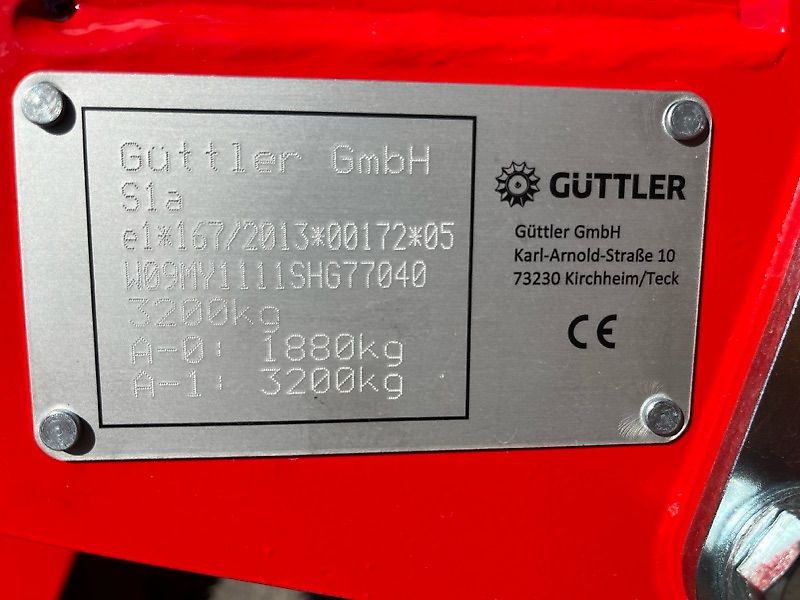 Güttler GmbH
S1a
e1*167/2013*00172*05
W09MY1111SHG77040
3200kg
A-0: 1880kg
A-1: 3200kg
GÜTTLER
Güttler GmbH
Karl-Arnold-Straße 10
73230 Kirchheim/Teck
CE